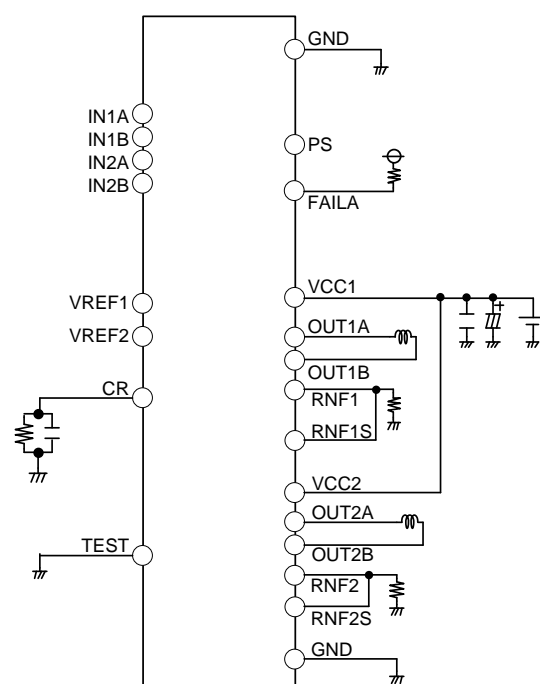 GND
IN1A
IN1B
IN2A
IN2B
PS
FAILA
VCC1
VREF1
VREF2
OUT1A
OUT1B
CR
RNF1
RNF1S
VCC2
OUT2A
TEST
OUT2B
RNF2
RNF2S
GND
+